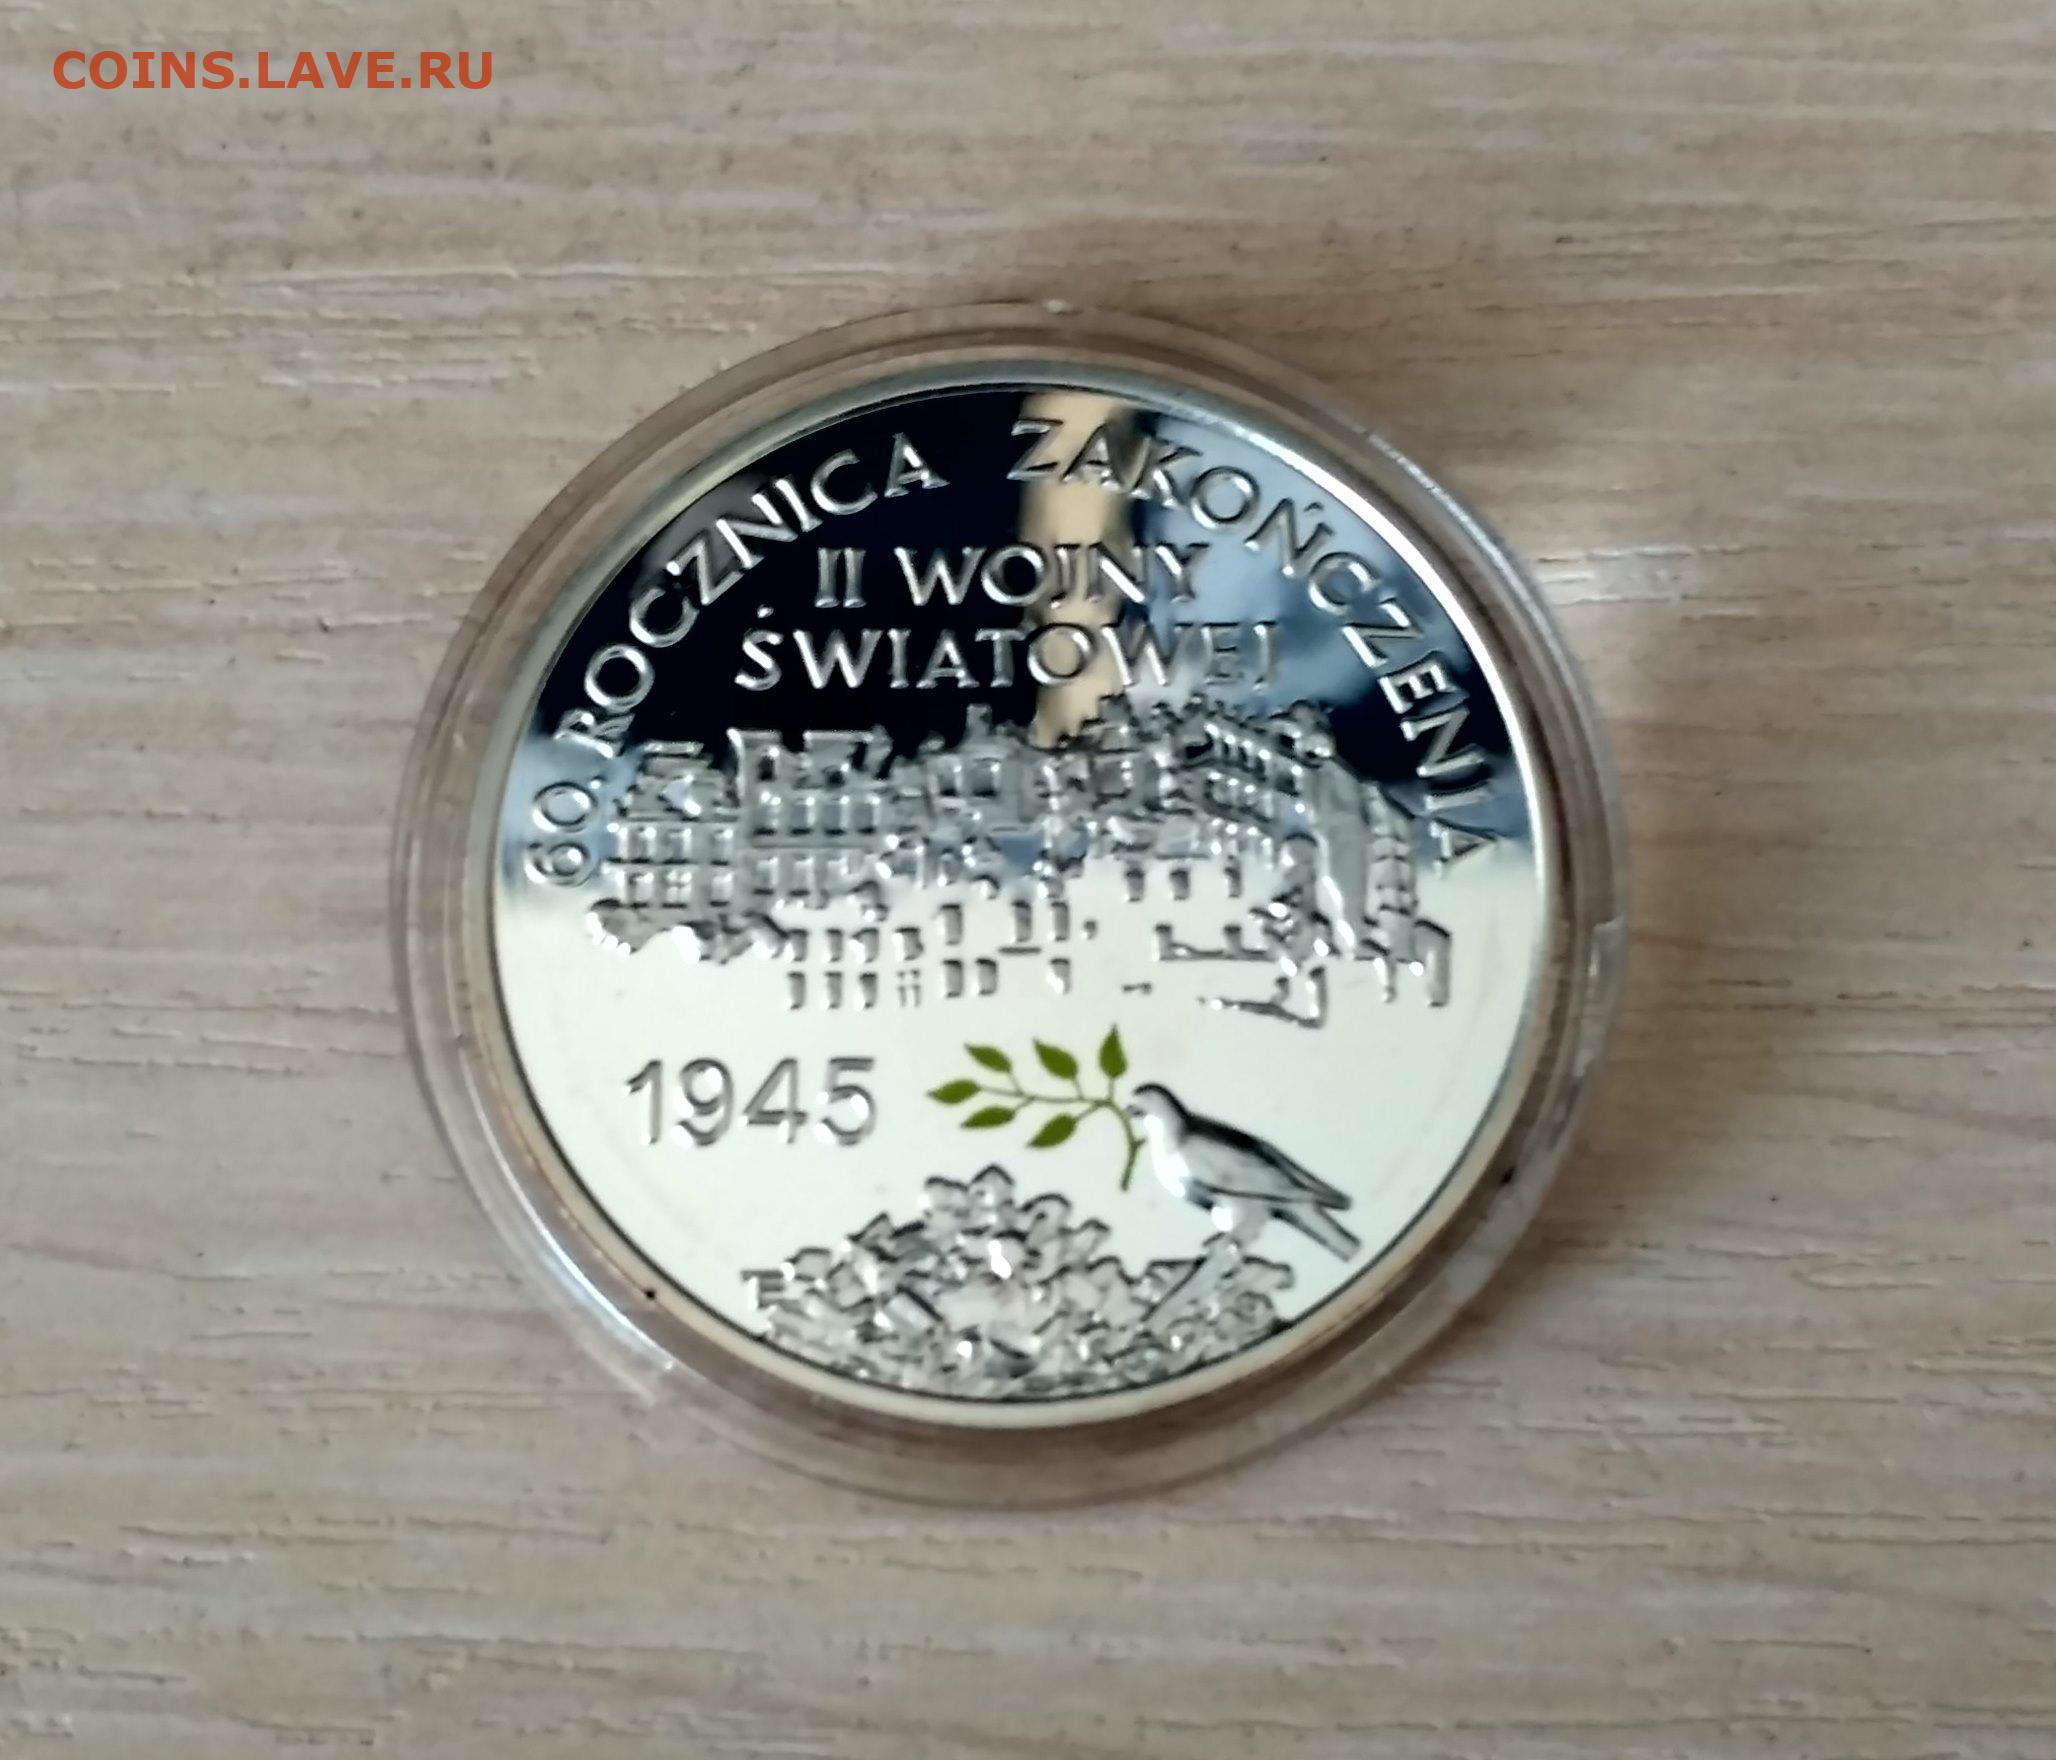 COINS.LAVE.RU
60. ROCZNICA ZAKOŃCZENIA
II WOJNY
ŚWIATOWEJ
1945